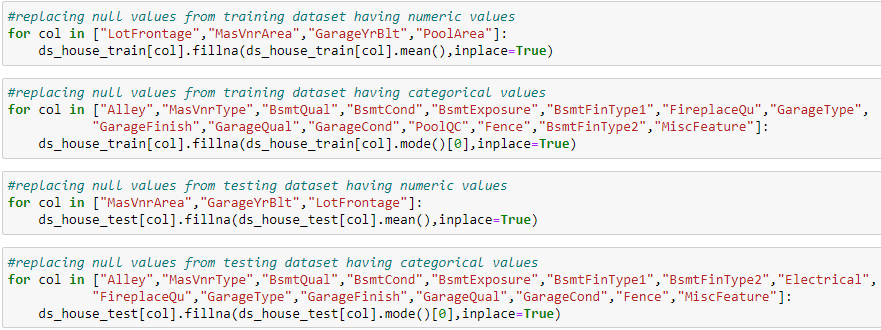 #replacing null values from training dataset having numeric values
for col in ["LotFrontage","MasVnrArea","GarageYrBlt","PoolArea"]:
    ds_house_train[col].fillna(ds_house_train[col].mean(),inplace=True)
#replacing null values from training dataset having categorical values
for col in ["Alley","MasVnrType","BsmtQual","BsmtCond","BsmtExposure","BsmtFinType1","FireplaceQu","GarageType",
           "GarageFinish","GarageQual","GarageCond","PoolQC","Fence","BsmtFinType2","MiscFeature"]:
    ds_house_train[col].fillna(ds_house_train[col].mode()[0],inplace=True)
#replacing null values from testing dataset having numeric values
for col in ["MasVnrArea","GarageYrBlt","LotFrontage"]:
    ds_house_test[col].fillna(ds_house_test[col].mean(),inplace=True)
#replacing null values from testing dataset having categorical values
for col in ["Alley","MasVnrType","BsmtQual","BsmtCond","BsmtExposure","BsmtFinType1","BsmtFinType2","Electrical",
           "FireplaceQu","GarageType","GarageFinish","GarageQual","GarageCond","Fence","MiscFeature"]:
    ds_house_test[col].fillna(ds_house_test[col].mode()[0],inplace=True)